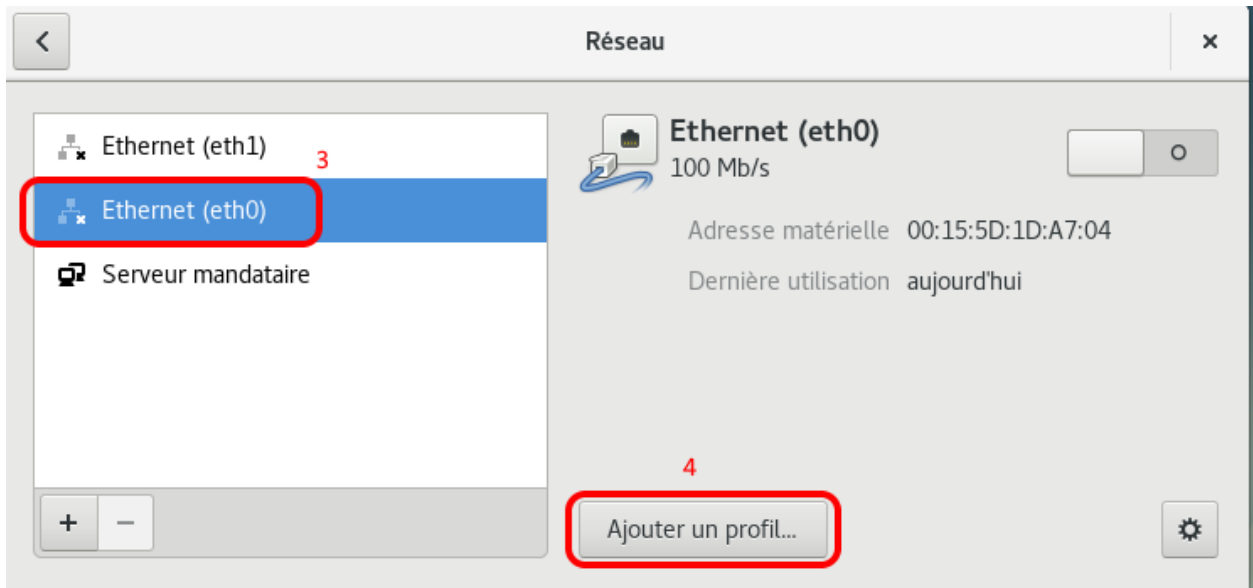 Réseau
Ethernet (eth1)
3
Ethernet (eth0)
Serveur mandataire
Ethernet (eth0)
100 Mb/s
Adresse matérielle 00:15:5D:1D:A7:04
Dernière utilisation aujourd'hui
4
Ajouter un profil...